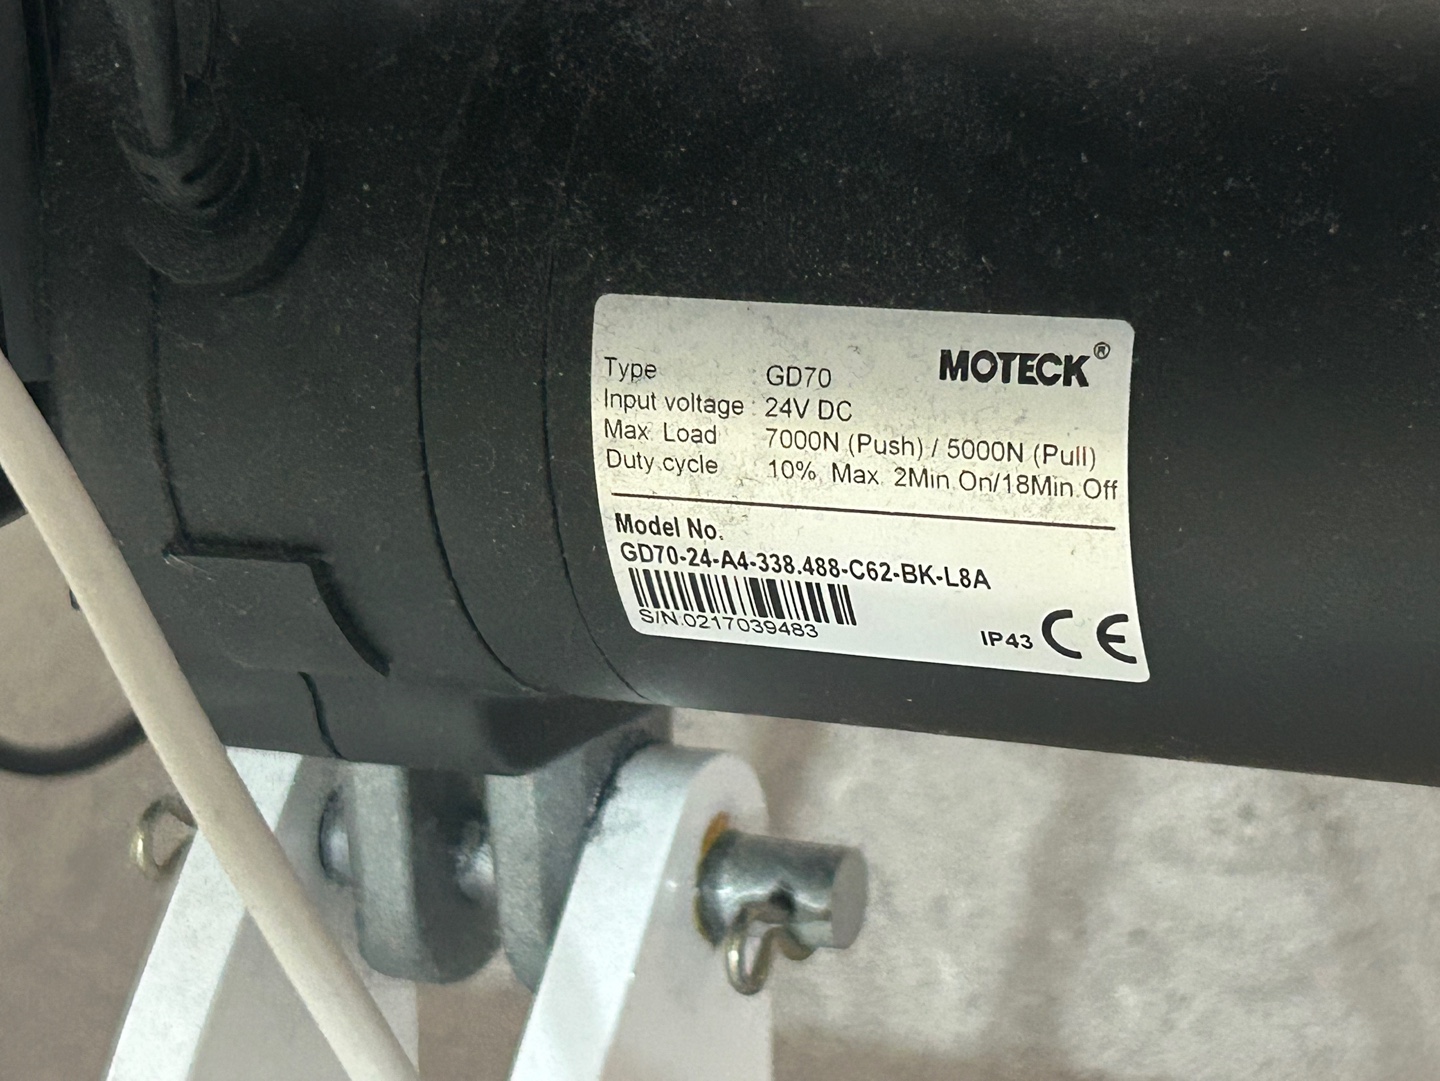 MOTECK®
Type : GD70
Input voltage : 24V DC
Max. Load : 7000N (Push) / 5000N (Pull)
Duty cycle : 10%, Max. 2Min.On/18Min.Off
Model No.
GD70-24-A4-338.488-C62-BK-L8A
S/N:0217039483
IP43 CE